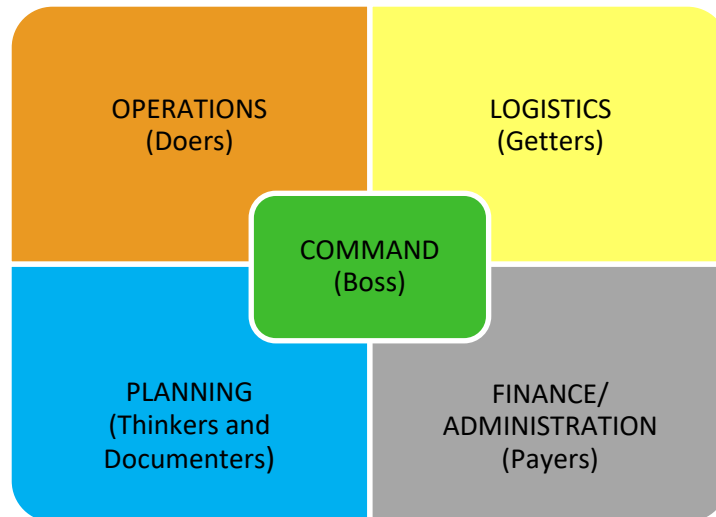 OPERATIONS
(Doers)
LOGISTICS
(Getters)
COMMAND
(Boss)
PLANNING
(Thinkers and
Documenters)
FINANCE/
ADMINISTRATION
(Payers)